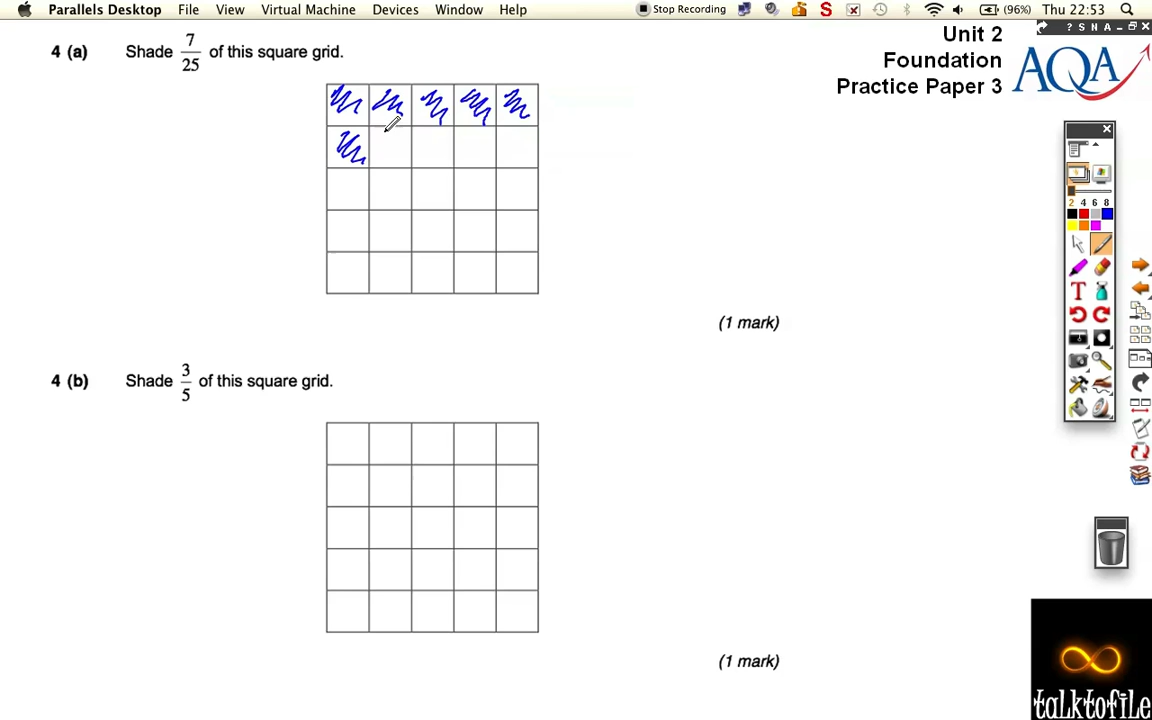 Parallels Desktop File View Virtual Machine Devices Window Help Stop Recording (96%) Thu 22:53
? S N A
4 (a) Shade 7/25 of this square grid.
Unit 2
Foundation
Practice Paper 3
AQA
2 4 6 8
T
(1 mark)
4 (b) Shade 3/5 of this square grid.
(1 mark)
talktofile